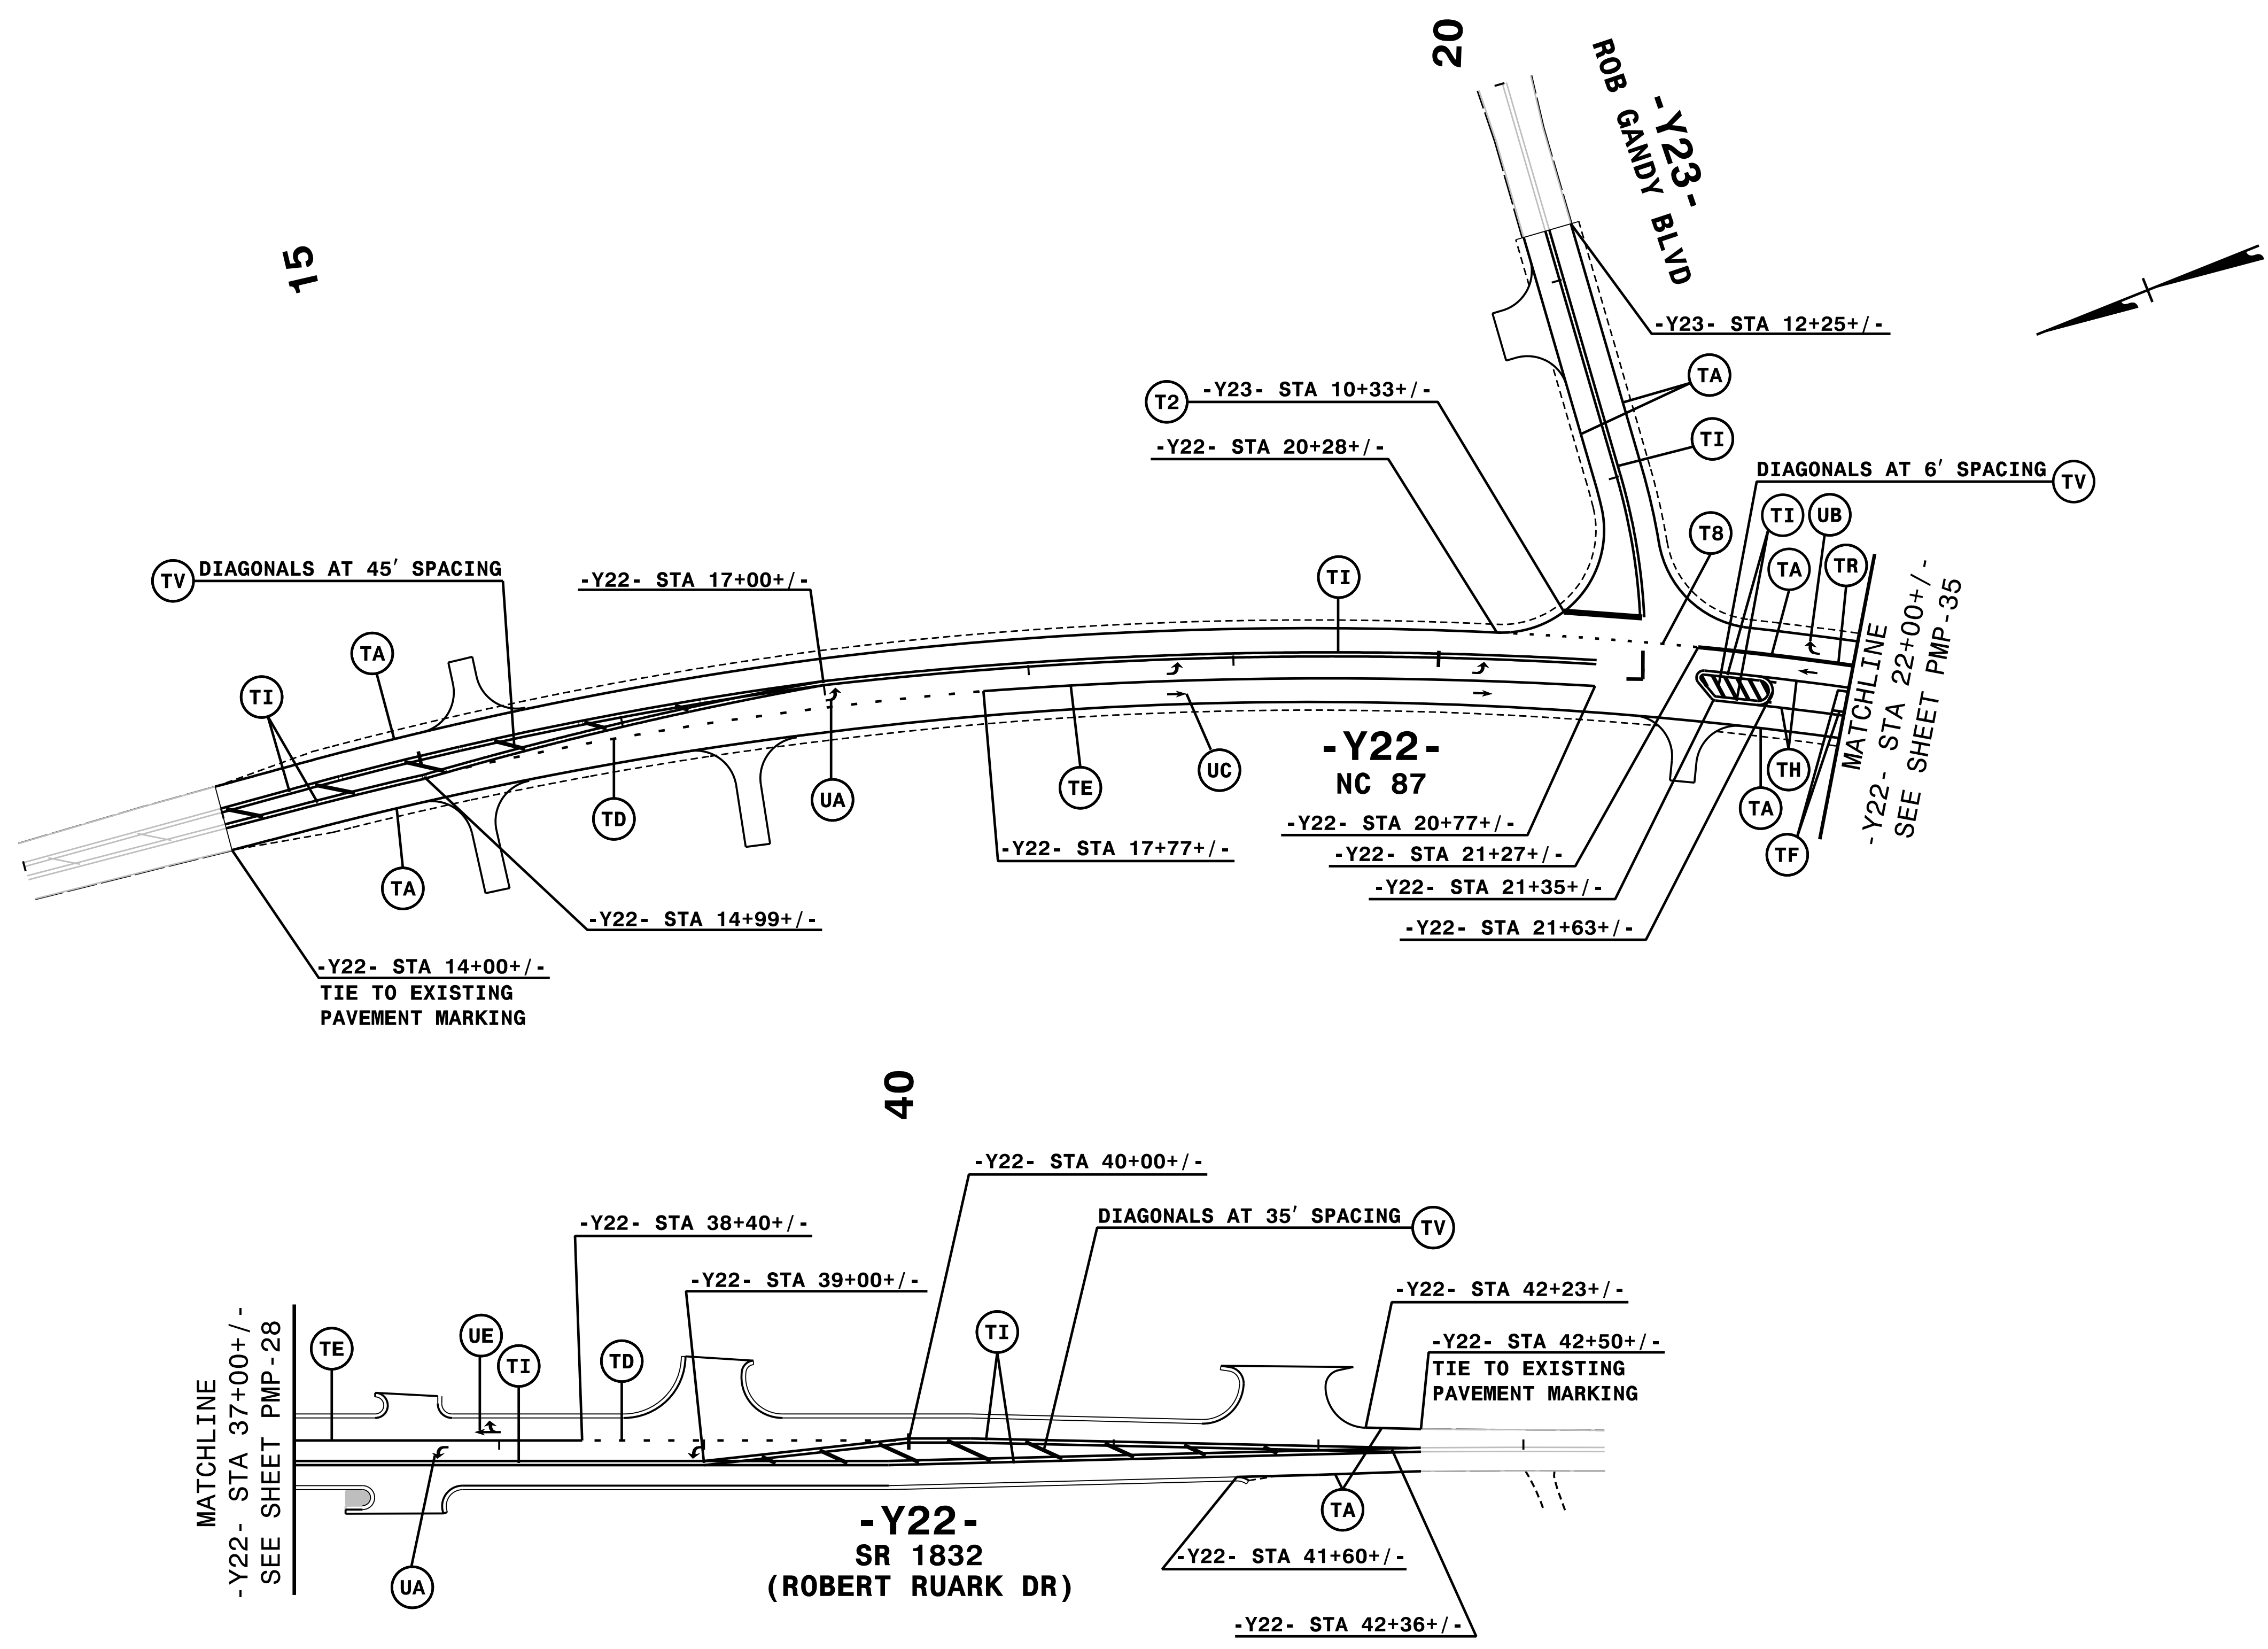 20
-Y23-
ROB GANDY BLVD
15
-Y23- STA 12+25+/-
TA
T2
-Y23- STA 10+33+/-
TI
-Y22- STA 20+28+/-
DIAGONALS AT 6' SPACING
TV
TI
UB
T8
TA
TR
TV
DIAGONALS AT 45' SPACING
-Y22- STA 17+00+/-
TI
MATCHLINE
-Y22- STA 22+00+/-
SEE SHEET PMP-35
TA
TI
-Y22-
NC 87
UC
TH
TE
UA
TA
TD
-Y22- STA 20+77+/-
-Y22- STA 17+77+/-
-Y22- STA 21+27+/-
TF
TA
-Y22- STA 21+35+/-
-Y22- STA 14+99+/-
-Y22- STA 21+63+/-
-Y22- STA 14+00+/-
TIE TO EXISTING
PAVEMENT MARKING
40
-Y22- STA 40+00+/-
-Y22- STA 38+40+/-
DIAGONALS AT 35' SPACING
TV
-Y22- STA 39+00+/-
-Y22- STA 42+23+/-
MATCHLINE
-Y22- STA 37+00+/-
SEE SHEET PMP-28
TE
UE
TI
TD
TI
-Y22- STA 42+50+/-
TIE TO EXISTING
PAVEMENT MARKING
TA
-Y22-
SR 1832
(ROBERT RUARK DR)
-Y22- STA 41+60+/-
UA
-Y22- STA 42+36+/-